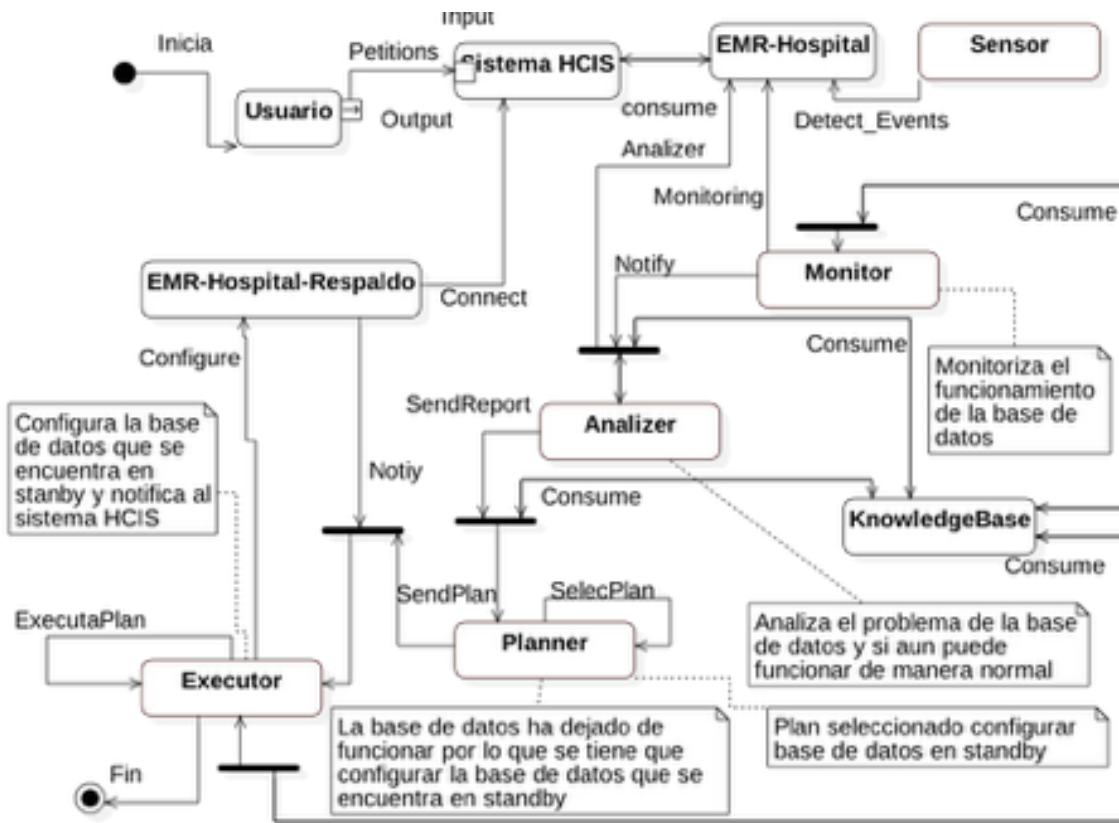 Input
Inicia
Petitions
Sistema HCIS
EMR-Hospital
Sensor
Usuario
Output
consume
Detect_Events
Analizer
Monitoring
Consume
EMR-Hospital-Respaldo
Connect
Notify
Monitor
Configure
Consume
Monitoriza el
funcionamiento
de la base de
datos
Configura la base
de datos que se
encuentra en
stanby y notifica al
sistema HCIS
SendReport
Analizer
Notiy
Consume
KnowledgeBase
Consume
SendPlan
SelecPlan
ExecutaPlan
Planner
Analiza el problema de la base
de datos y si aun puede
funcionar de manera normal
Executor
La base de datos ha dejado de
funcionar por lo que se tiene que
configurar la base de datos que se
encuentra en standby
Plan seleccionado configurar
base de datos en standby
Fin